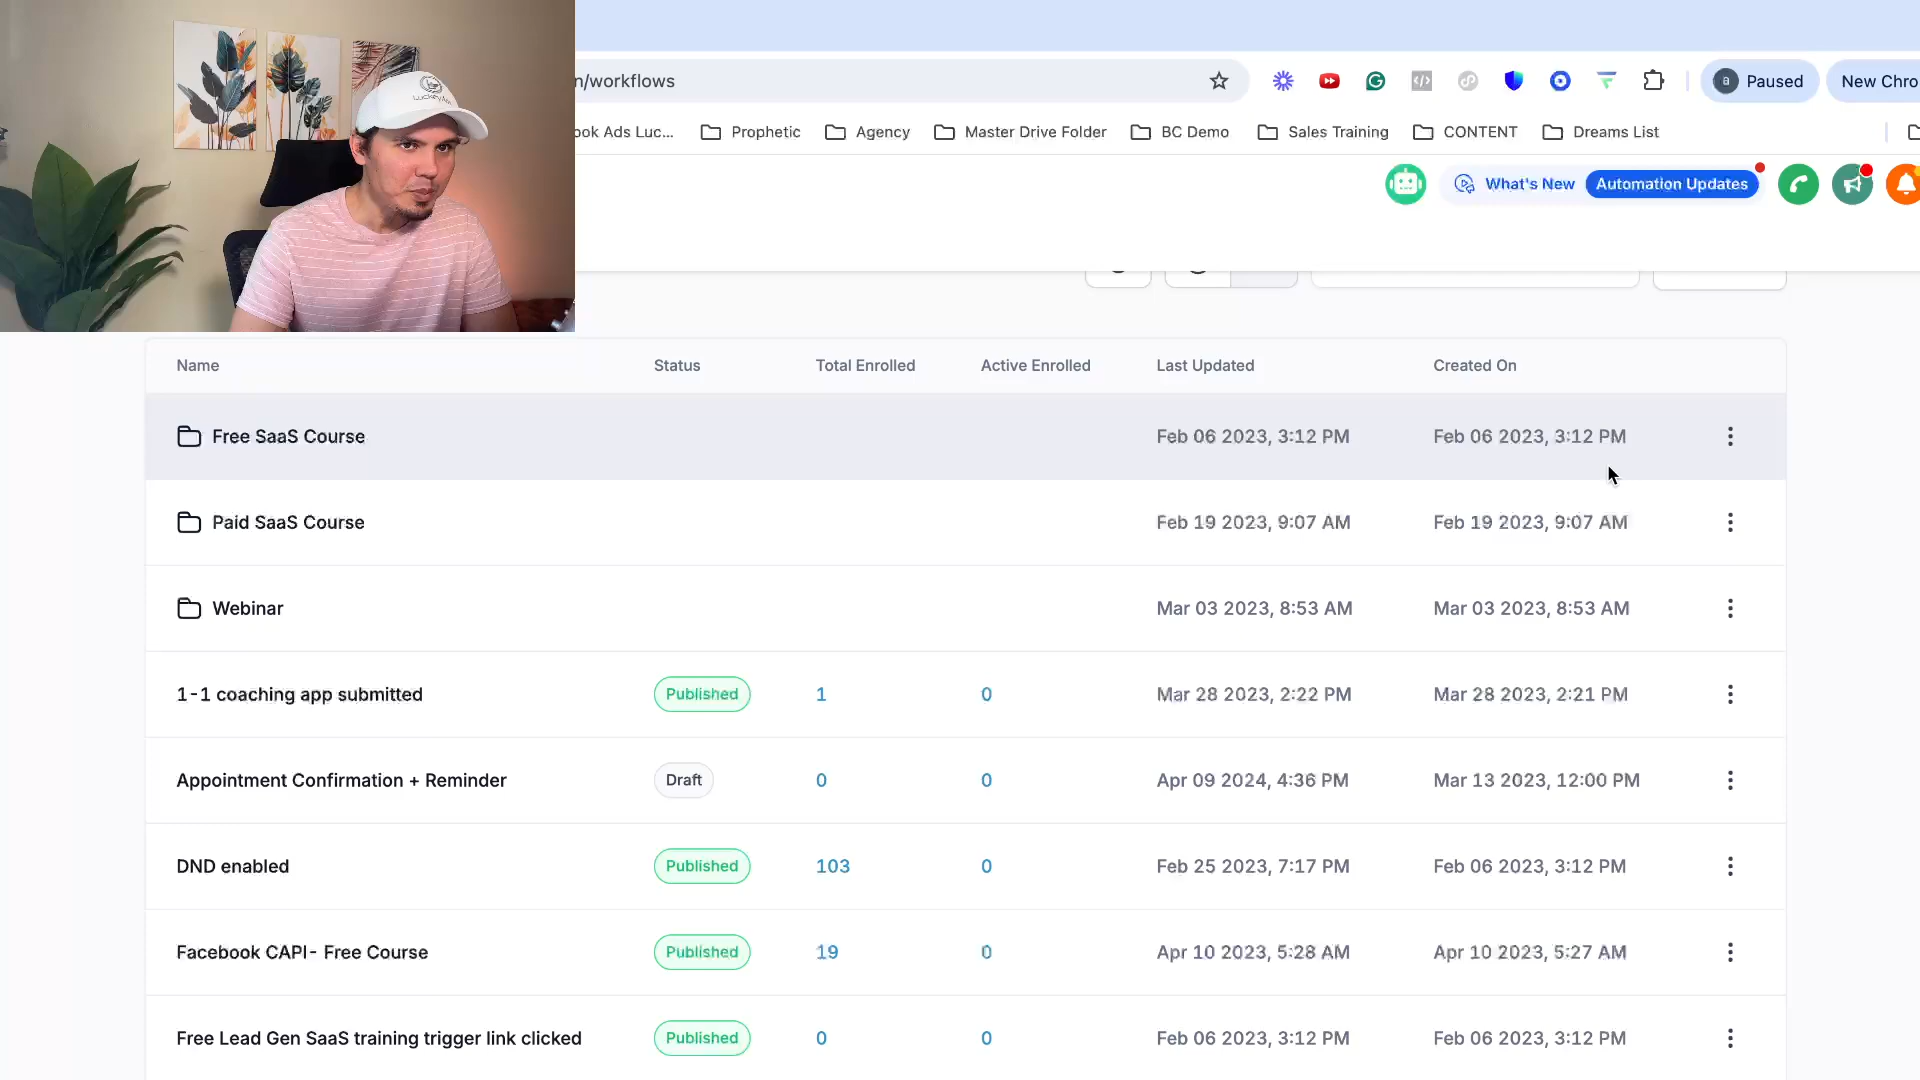 n/workflows
Paused
New Chro
ook Ads Luc...
Prophetic
Agency
Master Drive Folder
BC Demo
Sales Training
CONTENT
Dreams List
What's New
Automation Updates
Name Status Total Enrolled Active Enrolled Last Updated Created On
Free SaaS Course Feb 06 2023, 3:12 PM Feb 06 2023, 3:12 PM
Paid SaaS Course Feb 19 2023, 9:07 AM Feb 19 2023, 9:07 AM
Webinar Mar 03 2023, 8:53 AM Mar 03 2023, 8:53 AM
1-1 coaching app submitted Published 1 0 Mar 28 2023, 2:22 PM Mar 28 2023, 2:21 PM
Appointment Confirmation + Reminder Draft 0 0 Apr 09 2024, 4:36 PM Mar 13 2023, 12:00 PM
DND enabled Published 103 0 Feb 25 2023, 7:17 PM Feb 06 2023, 3:12 PM
Facebook CAPI- Free Course Published 19 0 Apr 10 2023, 5:28 AM Apr 10 2023, 5:27 AM
Free Lead Gen SaaS training trigger link clicked Published 0 0 Feb 06 2023, 3:12 PM Feb 06 2023, 3:12 PM